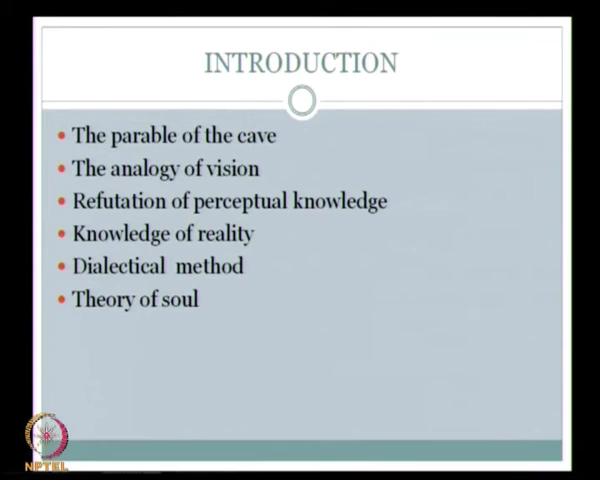 INTRODUCTION
The parable of the cave
The analogy of vision
Refutation of perceptual knowledge
Knowledge of reality
Dialectical method
Theory of soul
NPTEL